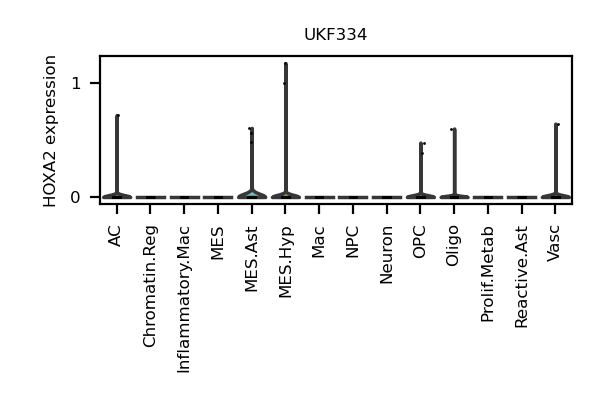 UKF334
HOXA2 expression
1
0
AC
Chromatin.Reg
Inflammatory.Mac
MES
MES.Ast
MES.Hyp
Mac
NPC
Neuron
OPC
Oligo
Prolif.Metab
Reactive.Ast
Vasc